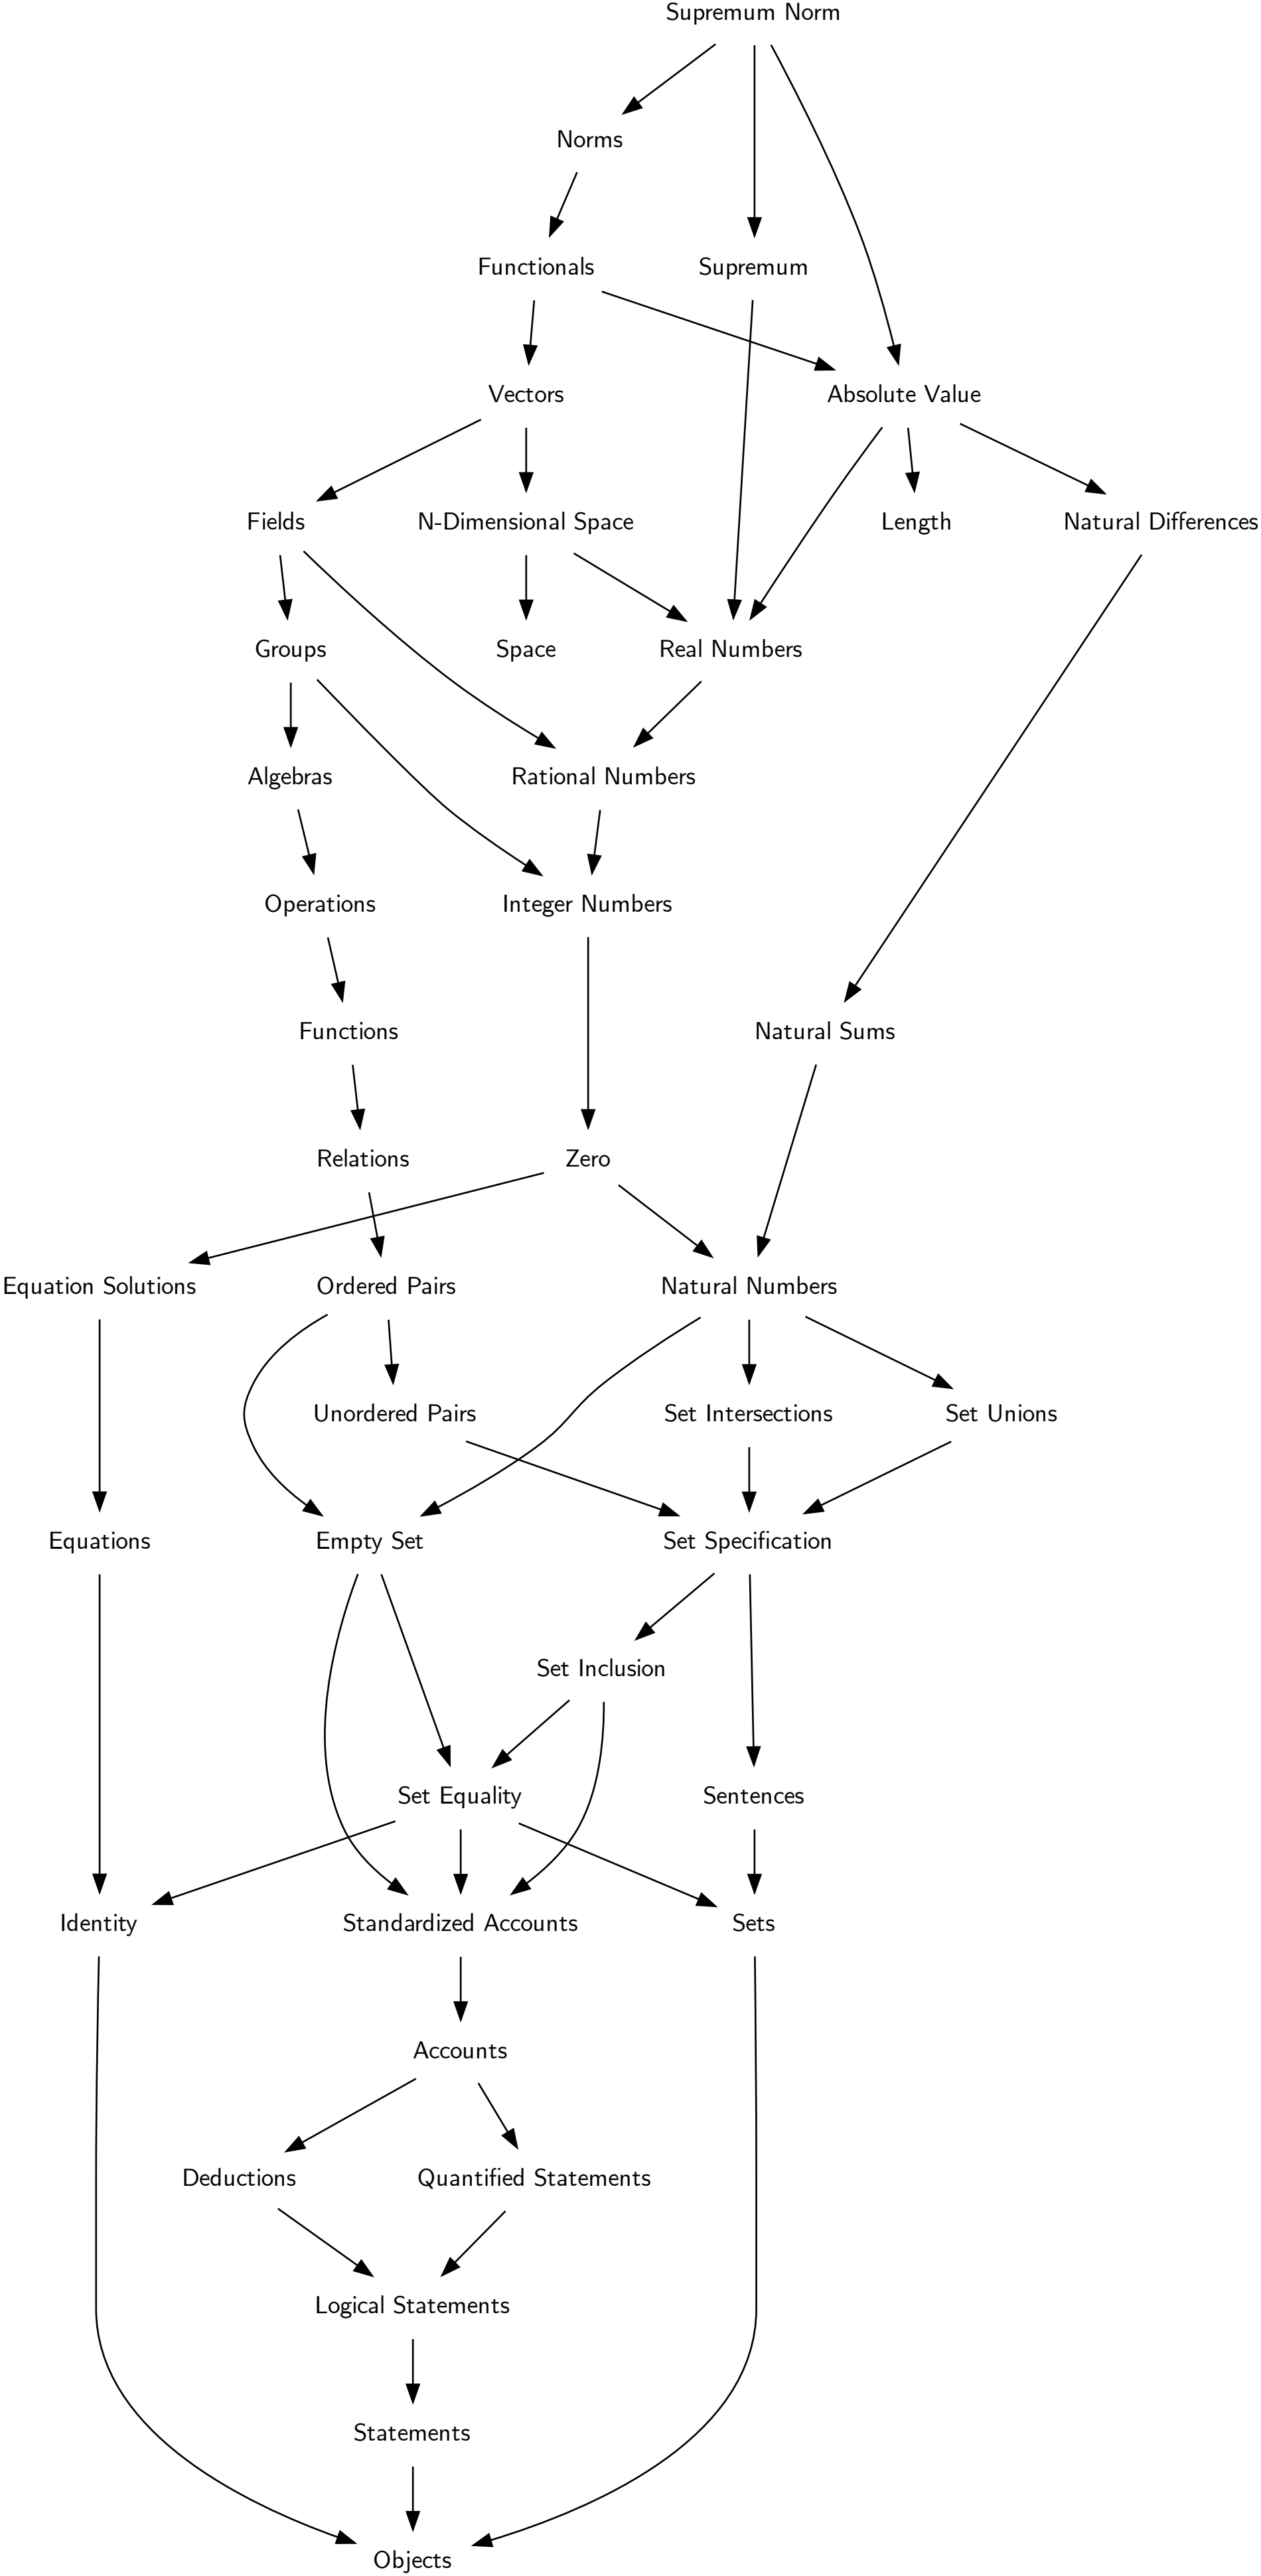 Supremum Norm
Norms
Functionals
Supremum
Vectors
Absolute Value
Fields
N-Dimensional Space
Length
Natural Differences
Groups
Space
Real Numbers
Algebras
Rational Numbers
Operations
Integer Numbers
Functions
Natural Sums
Relations
Zero
Equation Solutions
Ordered Pairs
Natural Numbers
Unordered Pairs
Set Intersections
Set Unions
Equations
Empty Set
Set Specification
Set Inclusion
Set Equality
Sentences
Identity
Standardized Accounts
Sets
Accounts
Deductions
Quantified Statements
Logical Statements
Statements
Objects